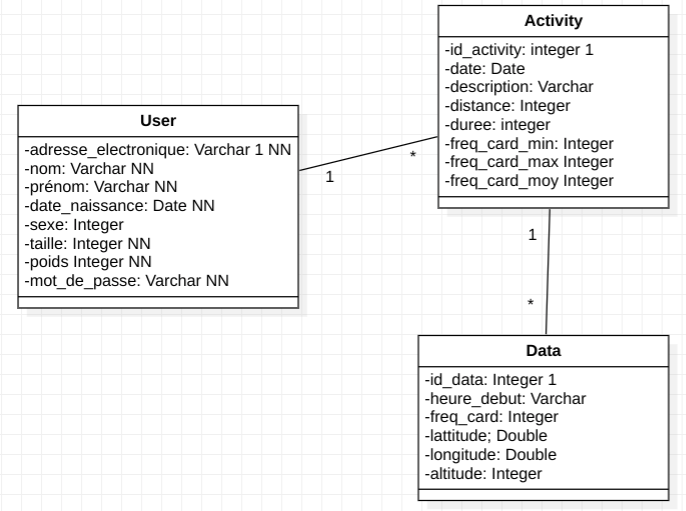 User
-adresse_electronique: Varchar 1 NN
-nom: Varchar NN
-prénom: Varchar NN
-date_naissance: Date NN
-sexe: Integer
-taille: Integer NN
-poids Integer NN
-mot_de_passe: Varchar NN
1
*
Activity
-id_activity: integer 1
-date: Date
-description: Varchar
-distance: Integer
-duree: integer
-freq_card_min: Integer
-freq_card_max Integer
-freq_card_moy Integer
1
*
Data
-id_data: Integer 1
-heure_debut: Varchar
-freq_card: Integer
-lattitude; Double
-longitude: Double
-altitude: Integer